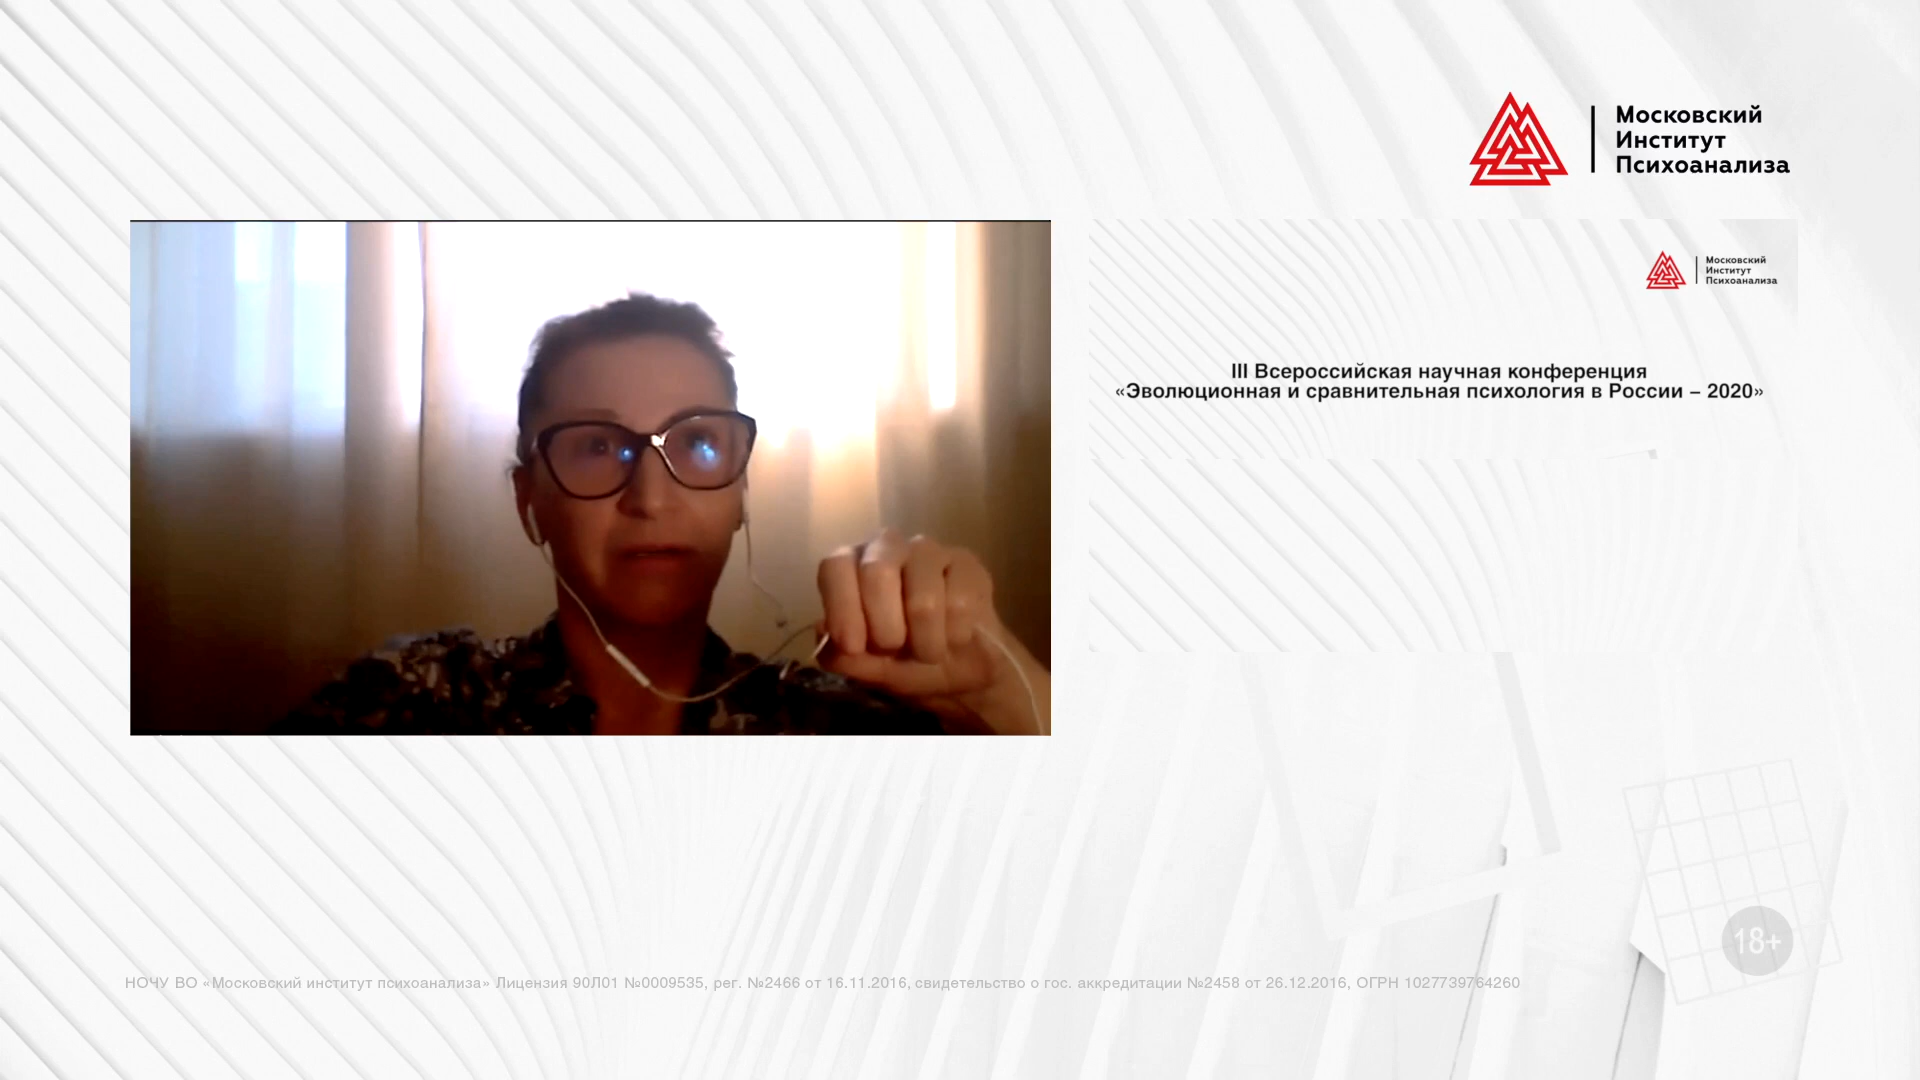 Московский
Институт
Психоанализа
Московский
Институт
Психоанализа
III Всероссийская научная конференция
«Эволюционная и сравнительная психология в России – 2020»
18+
НОЧУ ВО «Московский институт психоанализа» Лицензия 90Л01 №0009535, рег. №2466 от 16.11.2016, свидетельство о гос. аккредитации №2458 от 26.12.2016, ОГРН 1027739764260